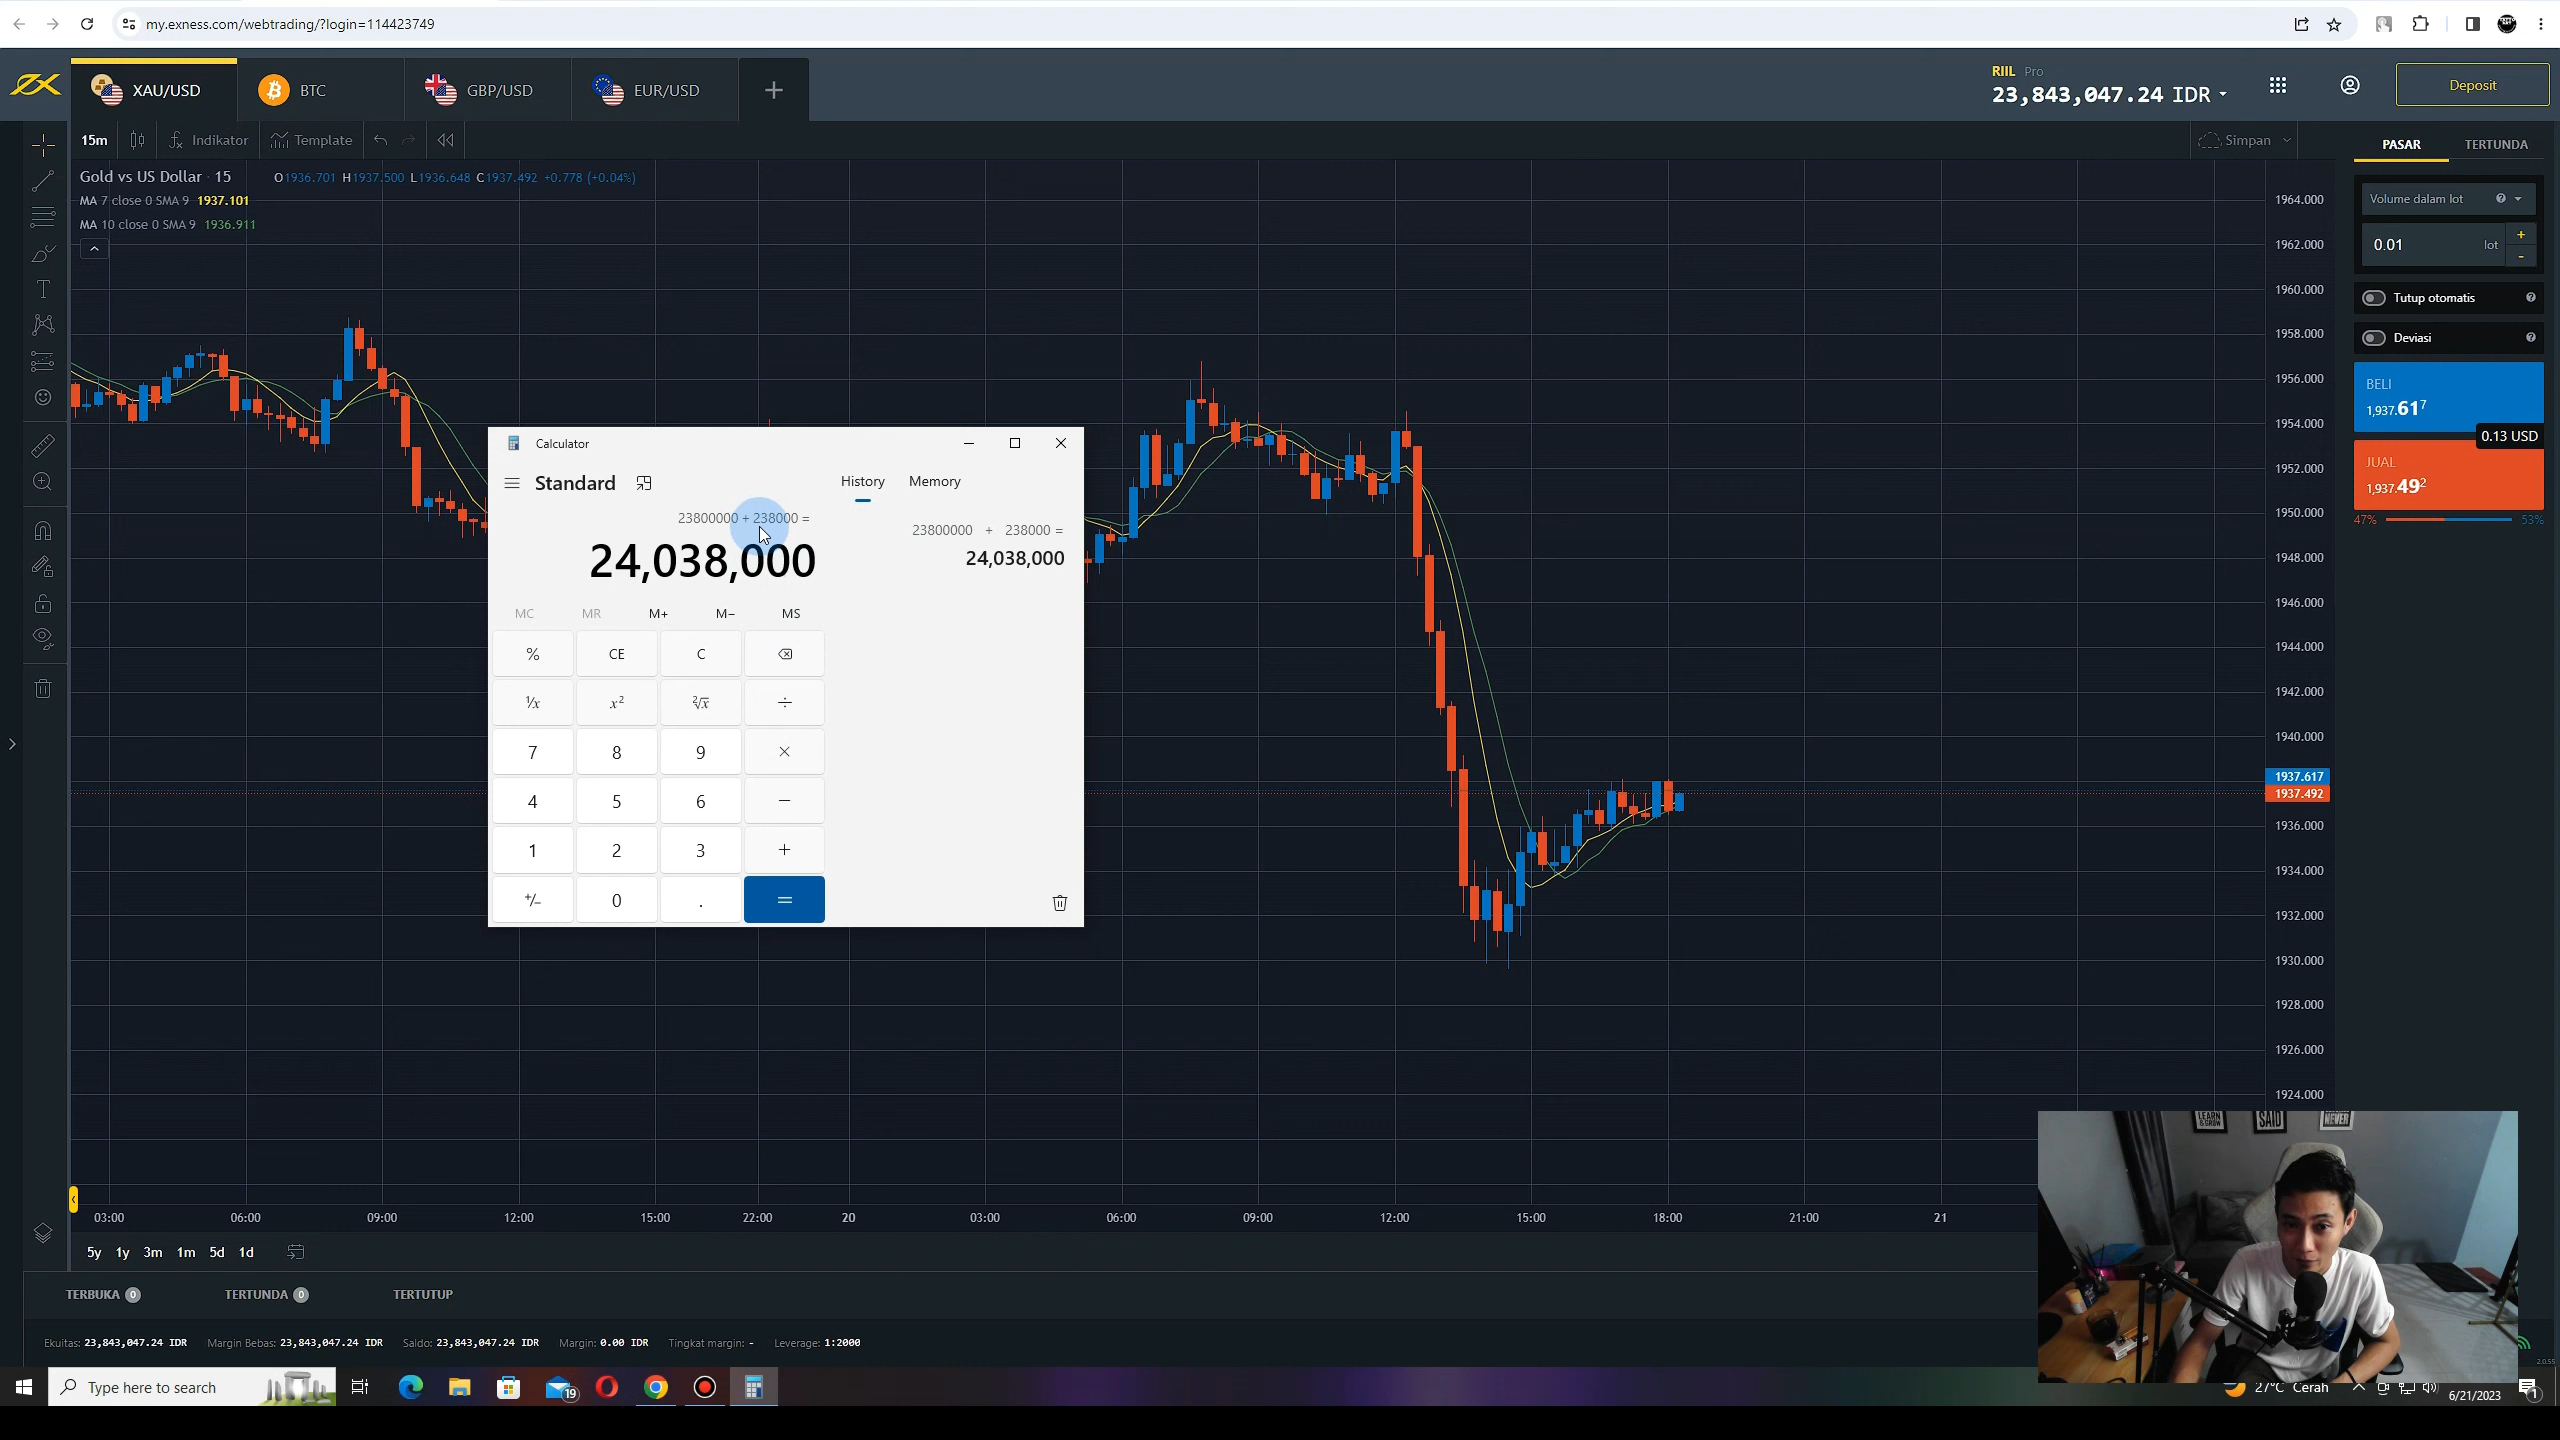 my.exness.com/webtrading/?login=114423749
XAU/USD
BTC
GBP/USD
EUR/USD
RIIL Pro
23,843,047.24 IDR
Deposit
15m
Indikator
Template
Simpan
PASAR
TERTUNDA
Gold vs US Dollar · 15 O1936.701 H1937.500 L1936.648 C1937.492 +0.778 (+0.04%)
MA 7 close 0 SMA 9 1937.101
MA 10 close 0 SMA 9 1936.911
Volume dalam lot
0.01 lot
+
-
Tutup otomatis
Deviasi
BELI
1,937.617
0.13 USD
JUAL
1,937.492
47%
53%
1964.000
1962.000
1960.000
1958.000
1956.000
1954.000
1952.000
1950.000
1948.000
1946.000
1944.000
1942.000
1940.000
1937.617
1937.492
1936.000
1934.000
1932.000
1930.000
1928.000
1926.000
1924.000
Calculator
Standard
History
Memory
23800000 + 238000 =
24,038,000
23800000 + 238000 =
24,038,000
MC MR M+ M− MS
% CE C
¹/x x² ²√x ÷
7 8 9 ×
4 5 6 −
1 2 3 +
+/− 0 . =
03:00 06:00 09:00 12:00 15:00 22:00 20 03:00 06:00 09:00 12:00 15:00 18:00 21:00 21
5y 1y 3m 1m 5d 1d
TERBUKA 0
TERTUNDA 0
TERTUTUP
Ekuitas: 23,843,047.24 IDR Margin Bebas: 23,843,047.24 IDR Saldo: 23,843,047.24 IDR Margin: 0.00 IDR Tingkat margin: - Leverage: 1:2000
LEARN & GROW
SAID
NEVER
2.0.55
Type here to search
19
27°C Cerah
6/21/2023
1